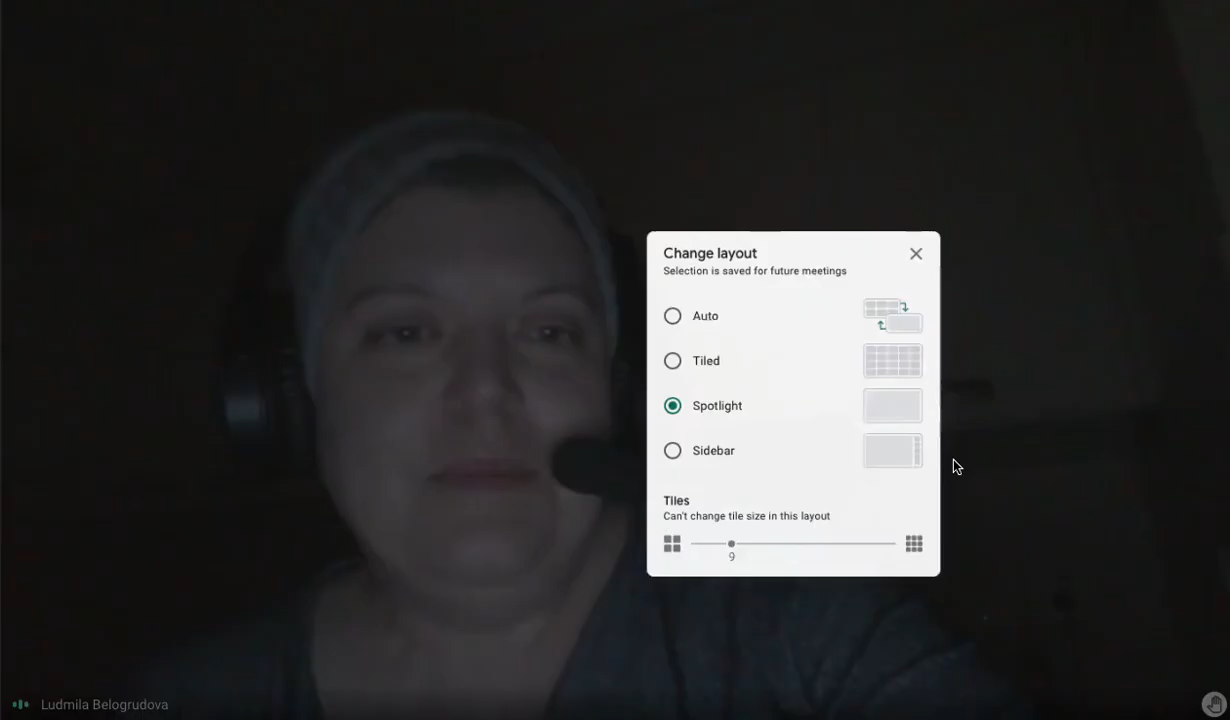 Change layout
Selection is saved for future meetings
Auto
Tiled
Spotlight
Sidebar
Tiles
Can't change tile size in this layout
9
Ludmila Belogrudova